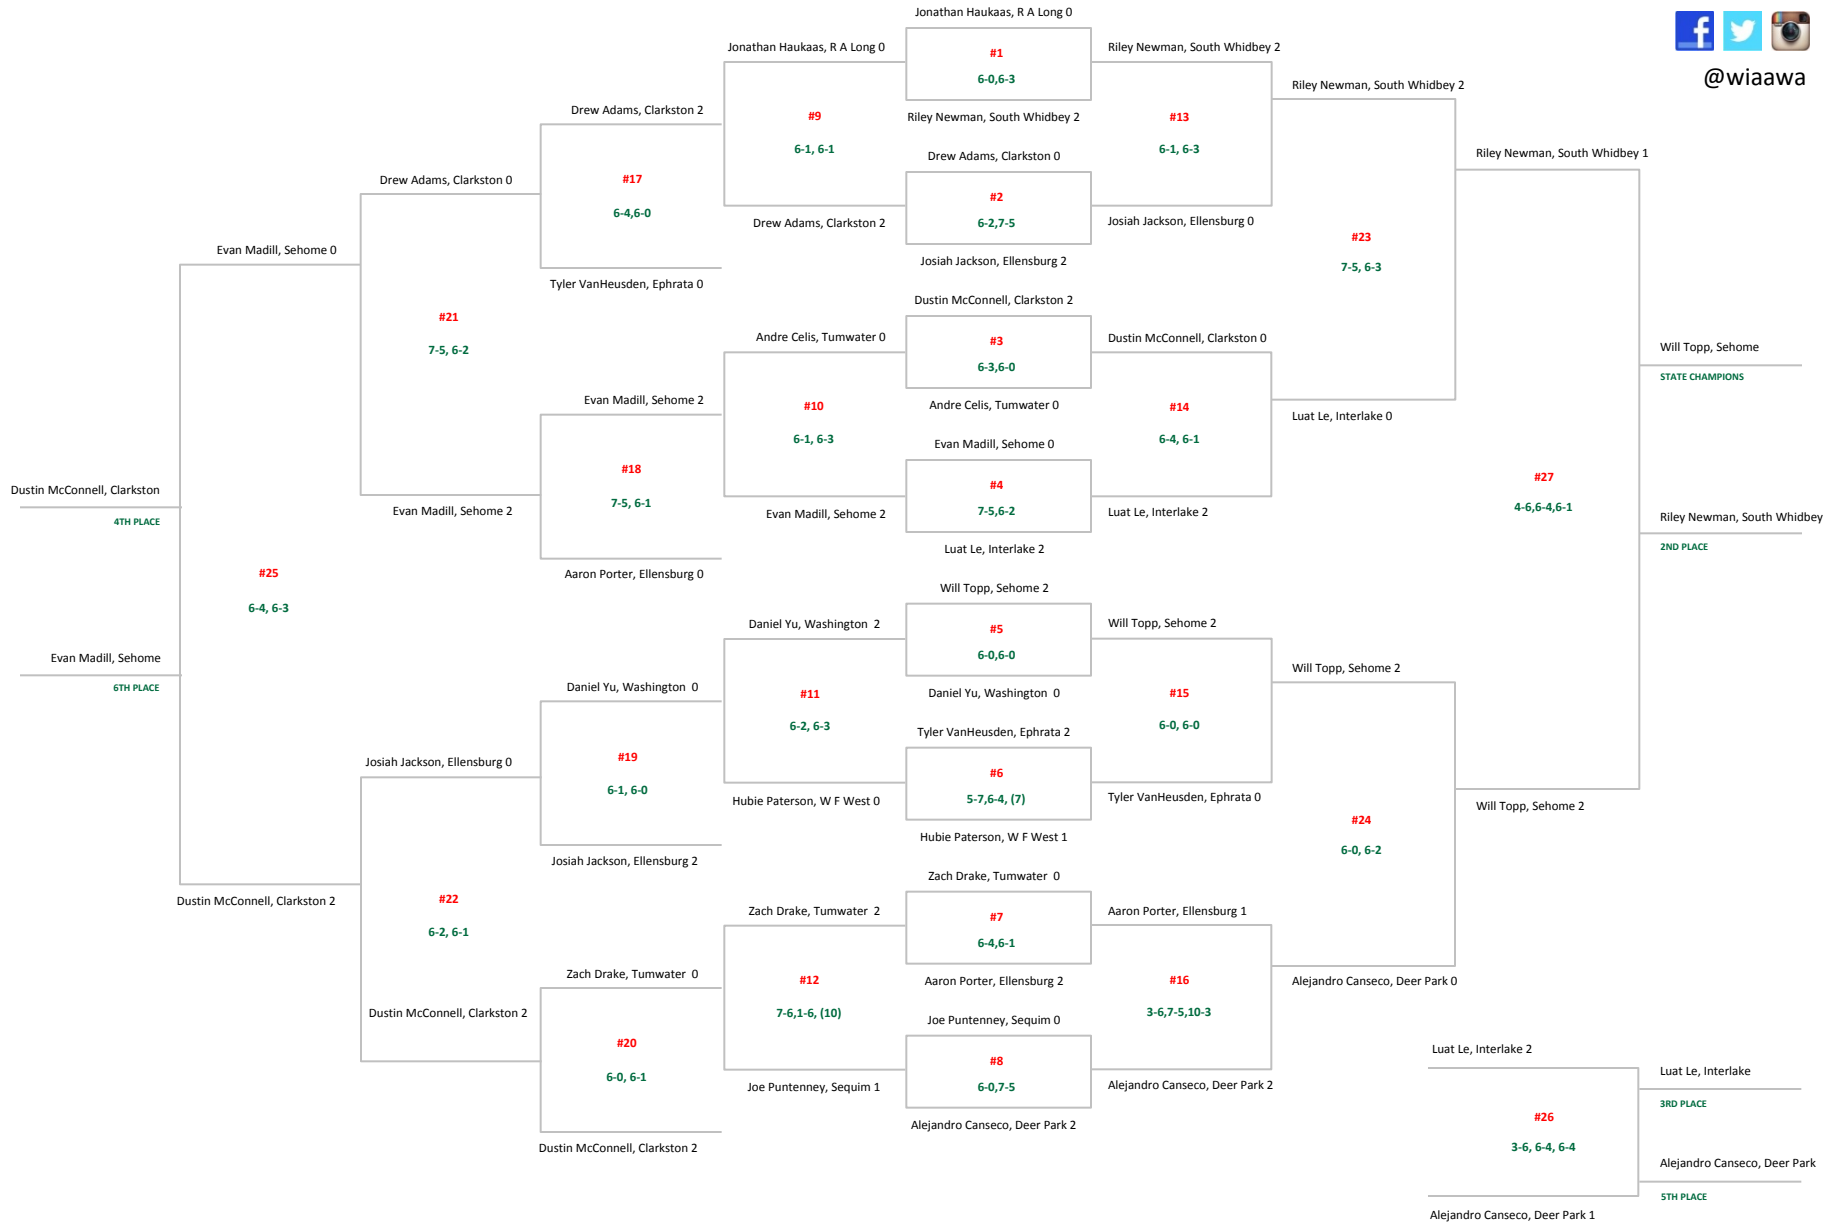 Jonathan Haukaas, R A Long 0
Jonathan Haukaas, R A Long 0
#1
Riley Newman, South Whidbey 2
@wiaawa
6-0,6-3
Riley Newman, South Whidbey 2
Drew Adams, Clarkston 2
#9
Riley Newman, South Whidbey 2
#13
6-1, 6-1
6-1, 6-3
Drew Adams, Clarkston 0
Riley Newman, South Whidbey 1
Drew Adams, Clarkston 0
#17
#2
6-4,6-0
6-2,7-5
Drew Adams, Clarkston 2
Josiah Jackson, Ellensburg 0
Evan Madill, Sehome 0
#23
Josiah Jackson, Ellensburg 2
7-5, 6-3
Tyler VanHeusden, Ephrata 0
Dustin McConnell, Clarkston 2
#21
Andre Celis, Tumwater 0
#3
Dustin McConnell, Clarkston 0
Will Topp, Sehome
7-5, 6-2
6-3,6-0
STATE CHAMPIONS
Evan Madill, Sehome 2
#10
Andre Celis, Tumwater 0
#14
Luat Le, Interlake 0
6-1, 6-3
6-4, 6-1
Evan Madill, Sehome 0
#18
#4
#27
Dustin McConnell, Clarkston
7-5, 6-1
4-6,6-4,6-1
4TH PLACE
Evan Madill, Sehome 2
Evan Madill, Sehome 2
7-5,6-2
Luat Le, Interlake 2
Riley Newman, South Whidbey
2ND PLACE
Luat Le, Interlake 2
#25
Aaron Porter, Ellensburg 0
6-4, 6-3
Will Topp, Sehome 2
Daniel Yu, Washington 2
#5
Will Topp, Sehome 2
Evan Madill, Sehome
6-0,6-0
6TH PLACE
Daniel Yu, Washington 0
#11
Daniel Yu, Washington 0
#15
Will Topp, Sehome 2
6-2, 6-3
6-0, 6-0
Tyler VanHeusden, Ephrata 2
Josiah Jackson, Ellensburg 0
#19
#6
6-1, 6-0
Hubie Paterson, W F West 0
5-7,6-4, (7)
Tyler VanHeusden, Ephrata 0
Will Topp, Sehome 2
Hubie Paterson, W F West 1
#24
Josiah Jackson, Ellensburg 2
6-0, 6-2
Zach Drake, Tumwater 0
Dustin McConnell, Clarkston 2
#22
Zach Drake, Tumwater 2
#7
Aaron Porter, Ellensburg 1
6-2, 6-1
6-4,6-1
Zach Drake, Tumwater 0
#12
Aaron Porter, Ellensburg 2
#16
Alejandro Canseco, Deer Park 0
Dustin McConnell, Clarkston 2
7-6,1-6, (10)
Joe Puntenney, Sequim 0
3-6,7-5,10-3
#20
#8
Luat Le, Interlake 2
6-0, 6-1
Joe Puntenney, Sequim 1
6-0,7-5
Alejandro Canseco, Deer Park 2
Luat Le, Interlake
3RD PLACE
Alejandro Canseco, Deer Park 2
#26
Dustin McConnell, Clarkston 2
3-6, 6-4, 6-4
Alejandro Canseco, Deer Park
5TH PLACE
Alejandro Canseco, Deer Park 1